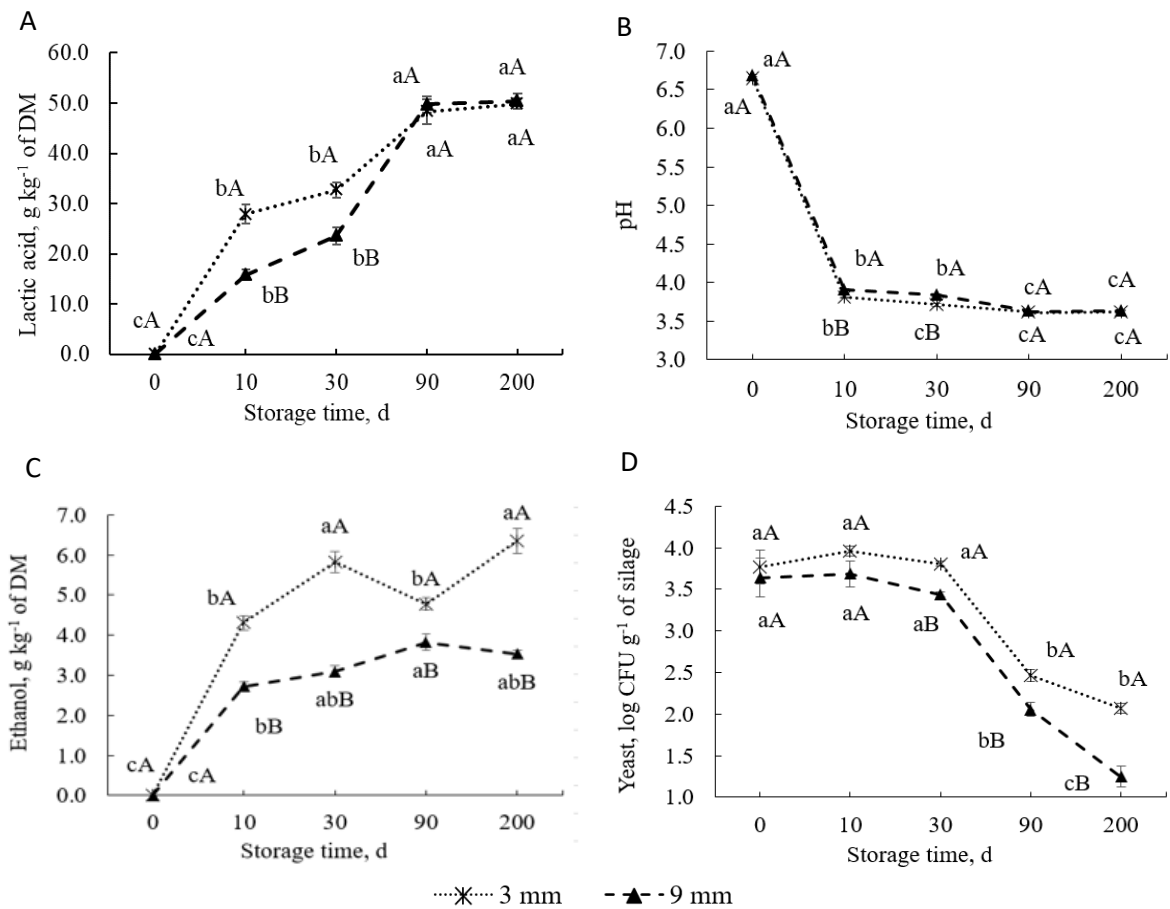 A
Lactic acid, g kg⁻¹ of DM
60.0
50.0
40.0
30.0
20.0
10.0
0.0
aA
aA
bA
bA
aA
aA
bB
bB
cA
cA
0
10
30
90
200
Storage time, d
B
pH
7.0
6.5
6.0
5.5
5.0
4.5
4.0
3.5
3.0
aA
aA
bA
bA
cA
cA
bB
cB
cA
cA
0
10
30
90
200
Storage time, d
C
Ethanol, g kg⁻¹ of DM
7.0
6.0
5.0
4.0
3.0
2.0
1.0
0.0
aA
aA
bA
bA
aB
abB
abB
bB
cA
cA
0
10
30
90
200
Storage time, d
D
Yeast, log CFU g⁻¹ of silage
4.5
4.0
3.5
3.0
2.5
2.0
1.5
1.0
aA
aA
aA
aA
aA
aB
bA
bA
bB
cB
0
10
30
90
200
Storage time, d
3 mm
9 mm